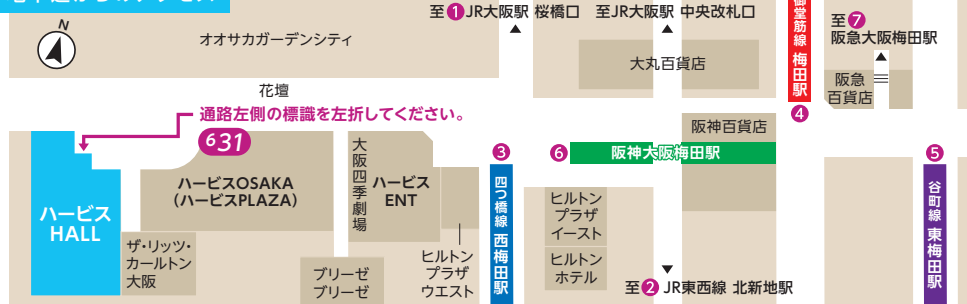 至❶JR大阪駅 桜橋口
至JR大阪駅 中央改札口
御堂筋線 梅田駅
至❼
阪急大阪梅田駅
N
オオサカガーデンシティ
大丸百貨店
阪急
百貨店
花壇
通路左側の標識を左折してください。
631
❹
阪神百貨店
❸
❻
阪神大阪梅田駅
❺
ハービス
HALL
ハービスOSAKA
(ハービスPLAZA)
大阪四季劇場
ハービス
ENT
四つ橋線 西梅田駅
谷町線 東梅田駅
ヒルトン
プラザ
イースト
ザ・リッツ・
カールトン
大阪
ブリーゼ
ブリーゼ
ヒルトン
プラザ
ウエスト
ヒルトン
ホテル
至❷JR東西線 北新地駅